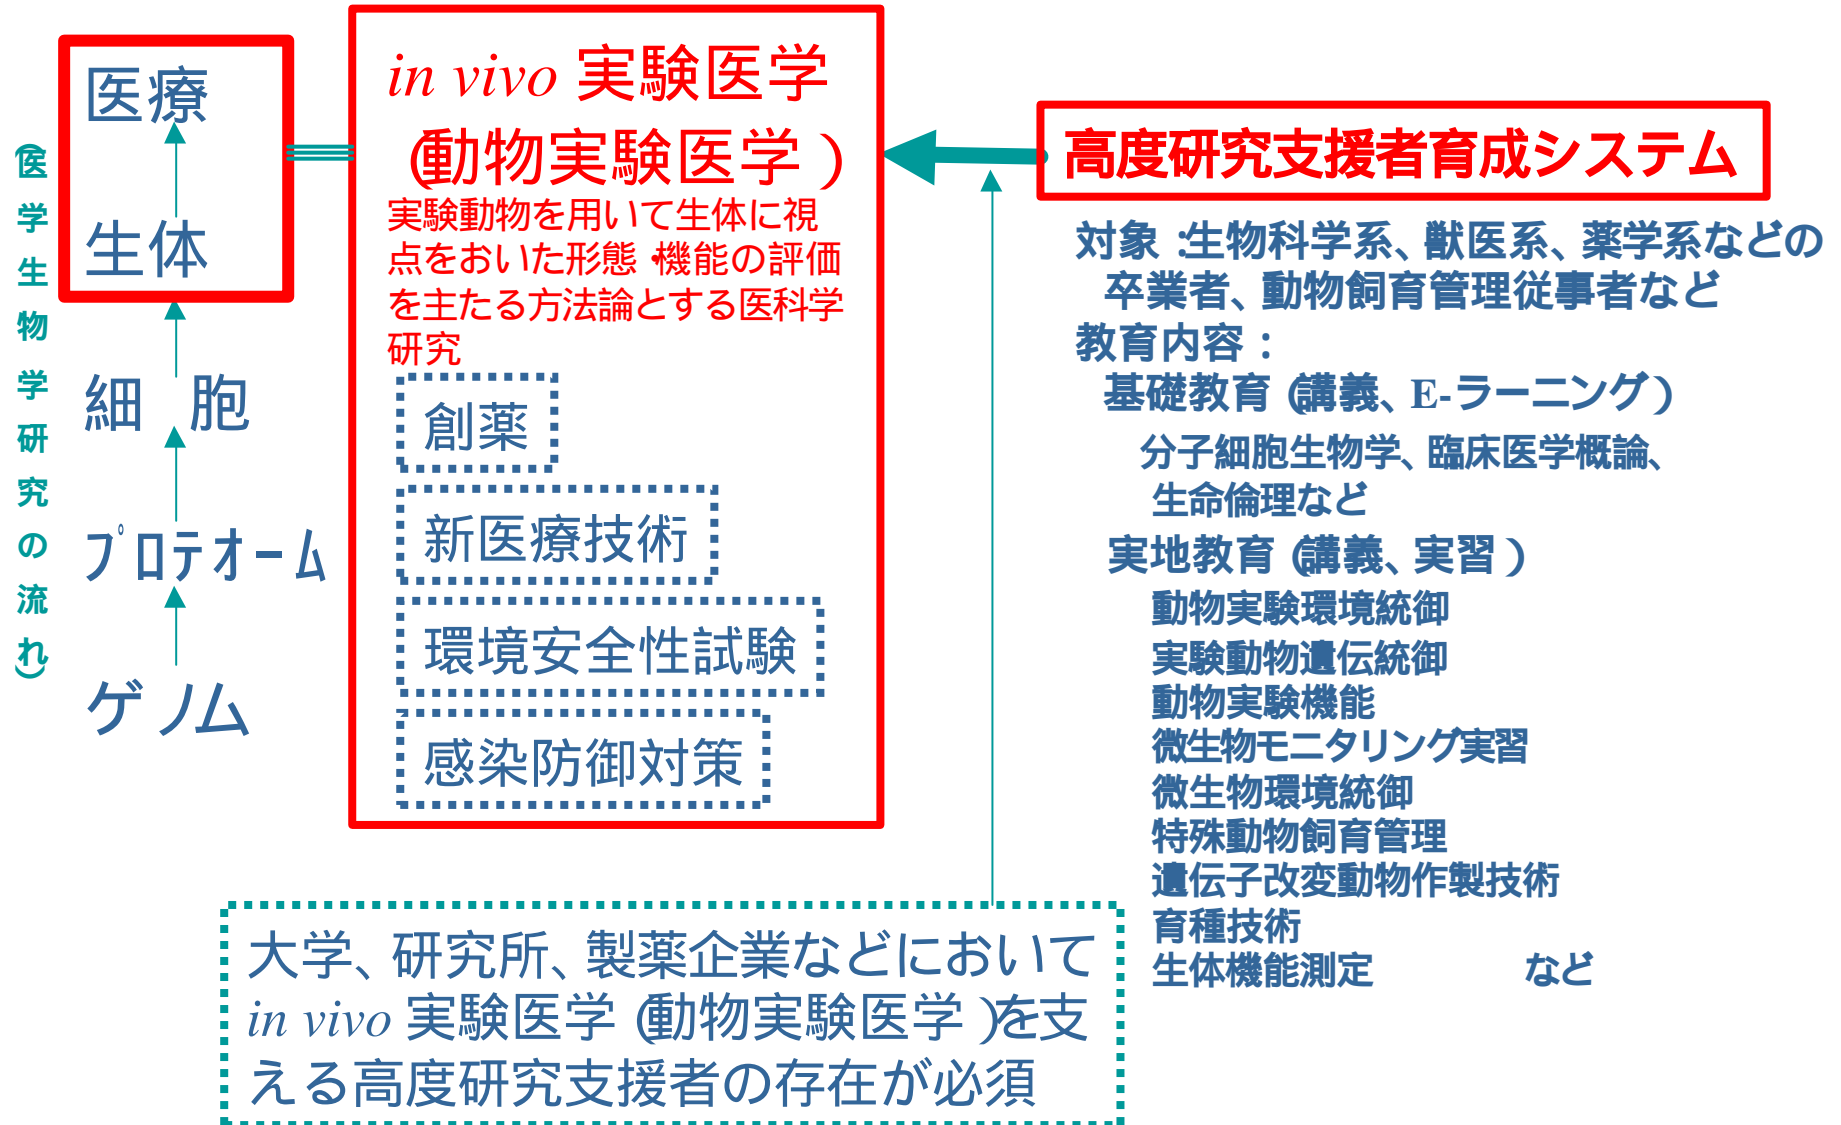 (医学生物学研究の流れ)
医療
生体
細 胞
プロテオーム
ゲノム
in vivo 実験医学
(動物実験医学)
実験動物を用いて生体に視
点をおいた形態・機能の評価
を主たる方法論とする医科学
研究
創薬
新医療技術
環境安全性試験
感染防御対策
高度研究支援者育成システム
対象:生物科学系、獣医系、薬学系などの
卒業者、動物飼育管理従事者など
教育内容:
基礎教育(講義、E-ラーニング)
分子細胞生物学、臨床医学概論、
生命倫理など
実地教育(講義、実習)
動物実験環境統御
実験動物遺伝統御
動物実験機能
微生物モニタリング実習
微生物環境統御
特殊動物飼育管理
遺伝子改変動物作製技術
育種技術
生体機能測定 など
大学、研究所、製薬企業などにおいて
in vivo 実験医学(動物実験医学)を支
える高度研究支援者の存在が必須